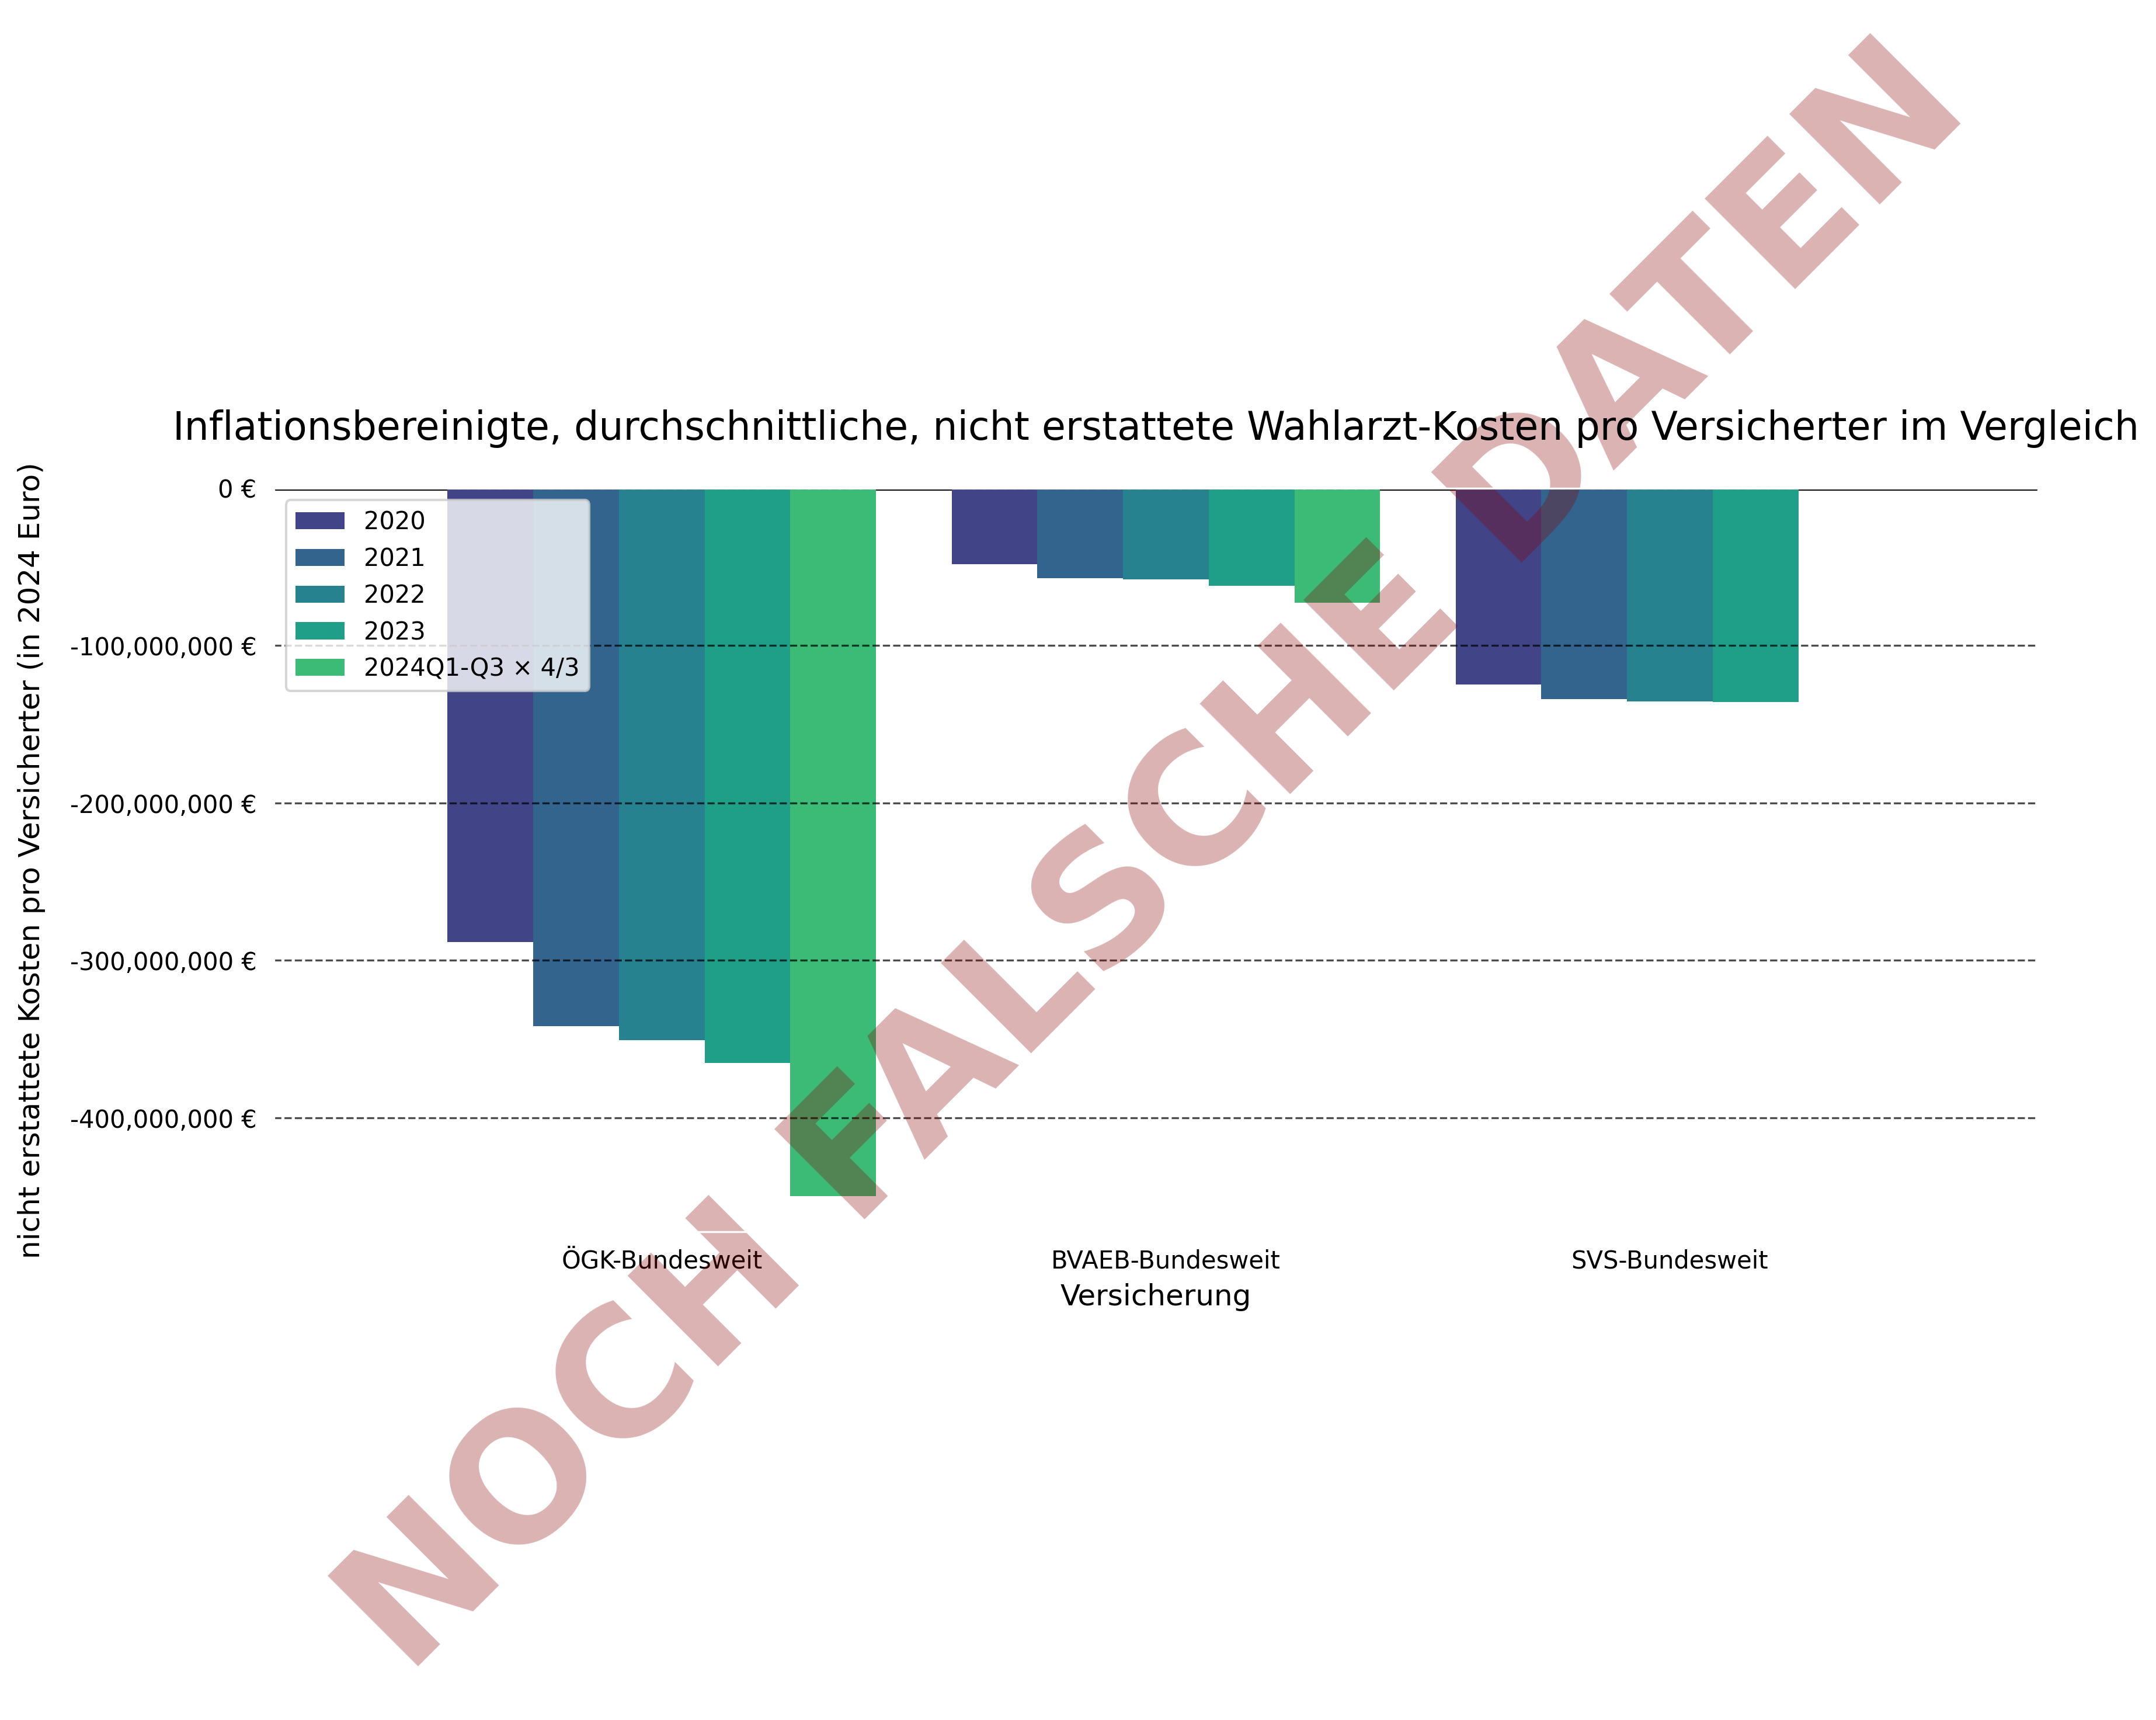 Inflationsbereinigte, durchschnittliche, nicht erstattete Wahlarzt-Kosten pro Versicherter im Vergleich
nicht erstattete Kosten pro Versicherter (in 2024 Euro)
0 €
-100,000,000 €
-200,000,000 €
-300,000,000 €
-400,000,000 €
2020
2021
2022
2023
2024Q1-Q3 × 4/3
ÖGK-Bundesweit
BVAEB-Bundesweit
SVS-Bundesweit
Versicherung
NOCH FALSCHE DATEN